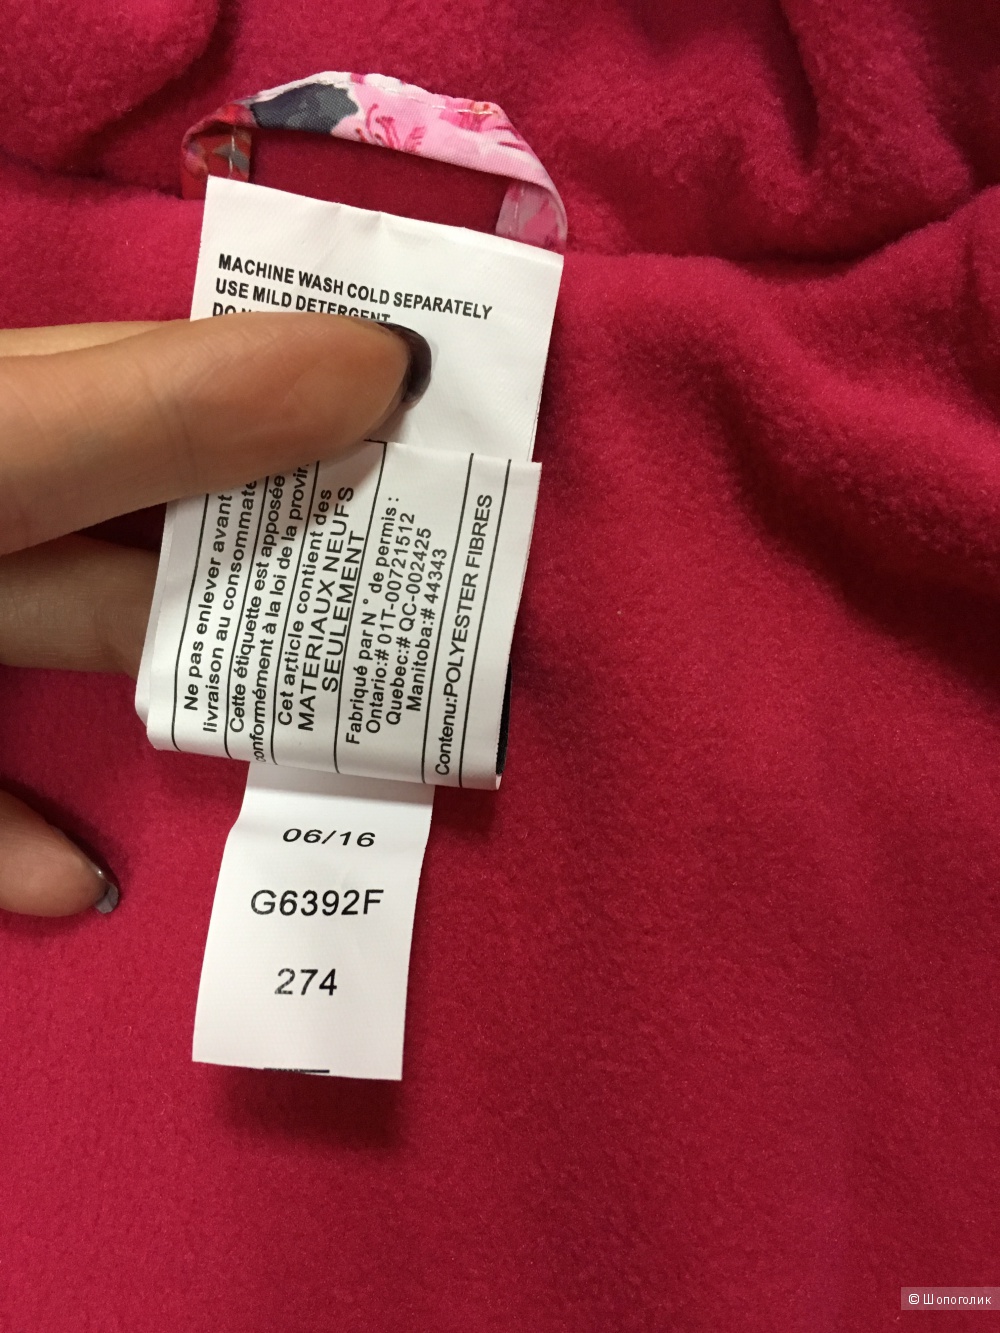 MACHINE WASH COLD SEPARATELY
USE MILD DETERGENT
Ne pas enlever avant
livraison au
Cette étiquette est apposée
conformément à la loi de la
Cet article contient des
MATERIAUX NEUFS
SEULEMENT
Fabriqué par N° de permis :
Ontario:# 01T-00721512
Quebec:# QC-002425
Manitoba:# 44343
Contenu:POLYESTER FIBRES
06/16
G6392F
274
© Шопоголик